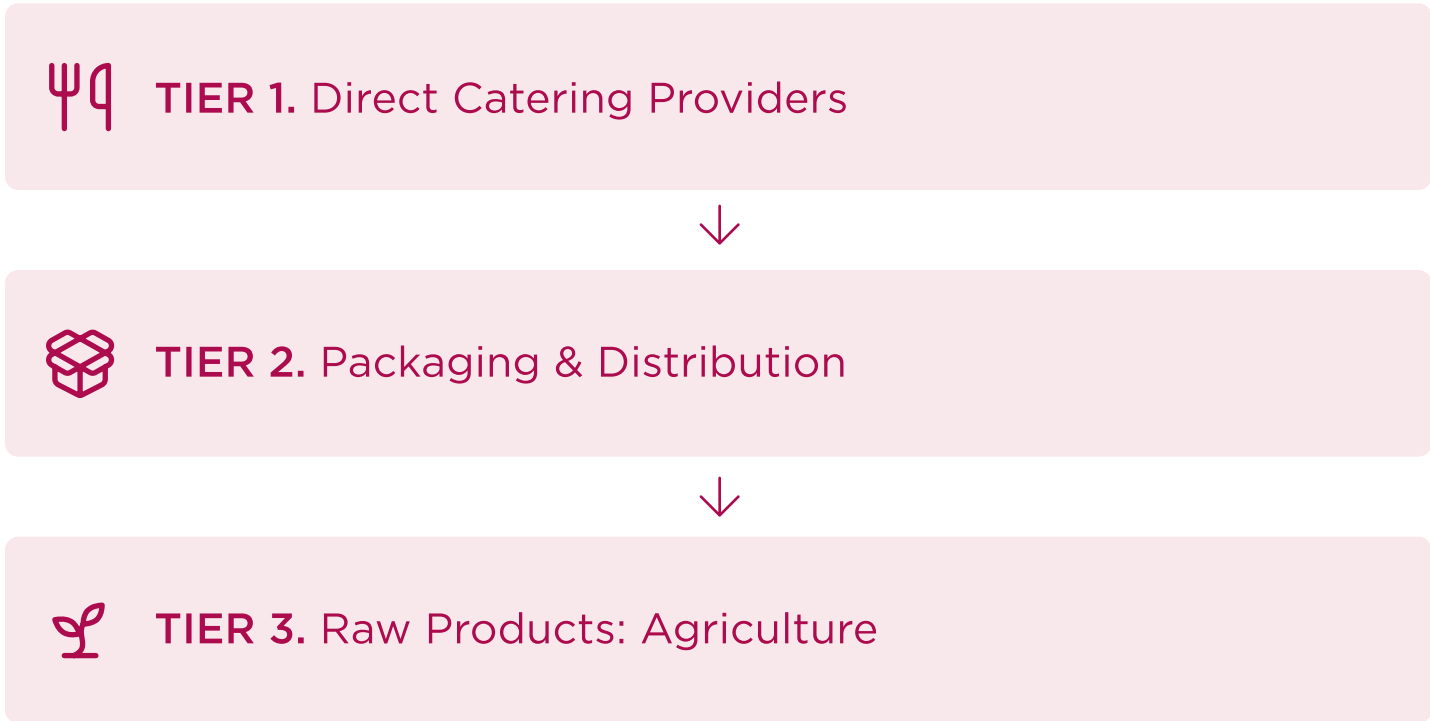 TIER 1. Direct Catering Providers
TIER 2. Packaging & Distribution
TIER 3. Raw Products: Agriculture